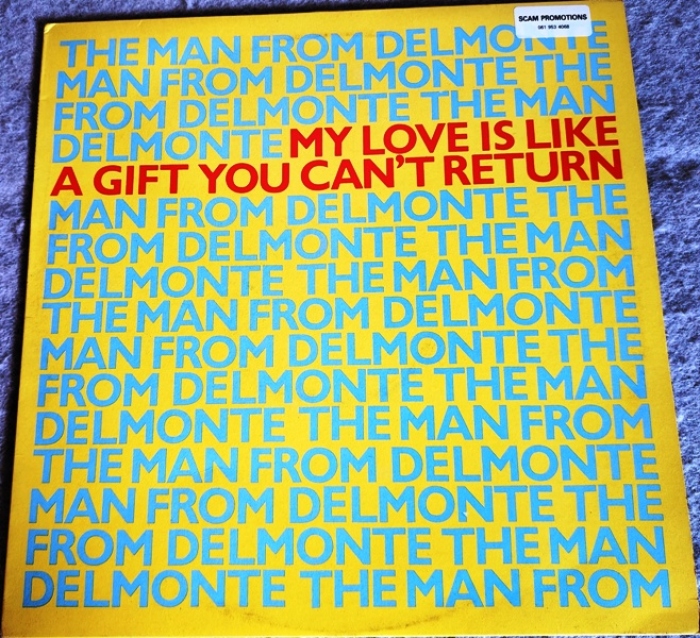 SCAM PROMOTIONS
061 953 4068
THE MAN FROM DELMONTE
MAN FROM DELMONTE THE
FROM DELMONTE THE MAN
DELMONTE MY LOVE IS LIKE
A GIFT YOU CAN'T RETURN
MAN FROM DELMONTE THE
FROM DELMONTE THE MAN
DELMONTE THE MAN FROM
THE MAN FROM DELMONTE
MAN FROM DELMONTE THE
FROM DELMONTE THE MAN
DELMONTE THE MAN FROM
THE MAN FROM DELMONTE
MAN FROM DELMONTE THE
FROM DELMONTE THE MAN
DELMONTE THE MAN FROM